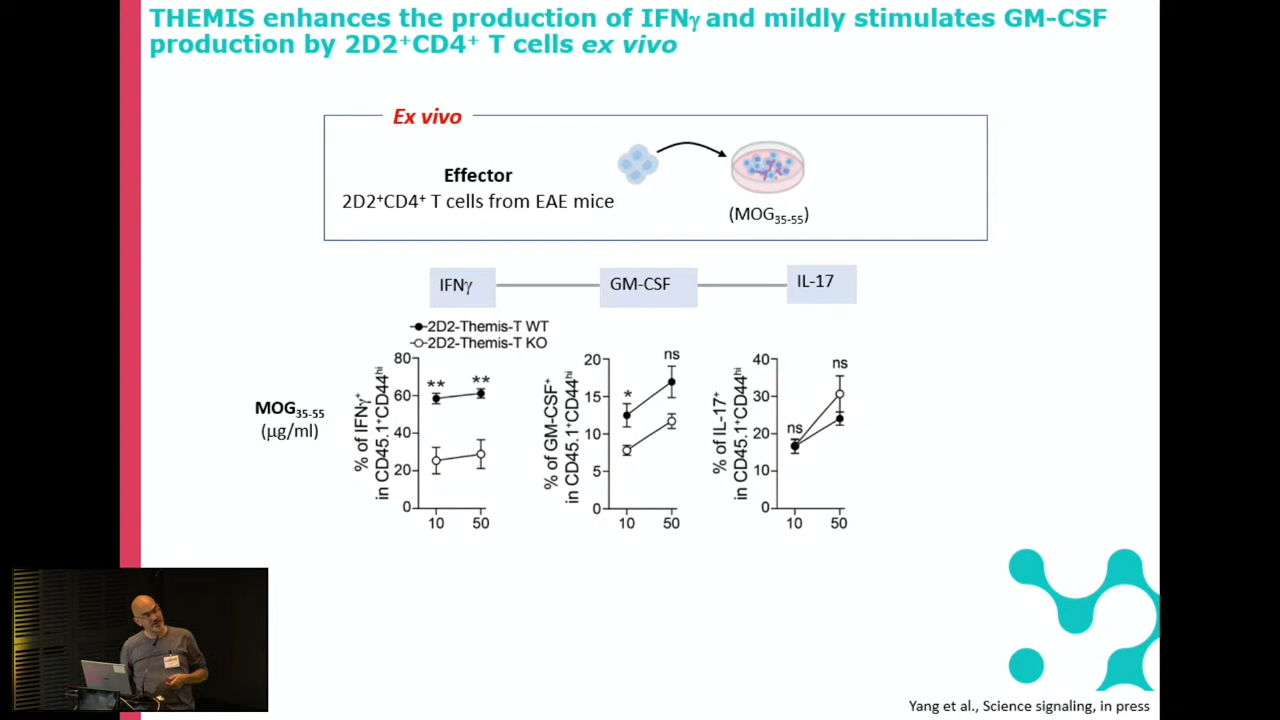 THEMIS enhances the production of IFNγ and mildly stimulates GM-CSF
production by 2D2⁺CD4⁺ T cells ex vivo
Ex vivo
Effector
2D2⁺CD4⁺ T cells from EAE mice
(MOG₃₅₋₅₅)
IFNγ
GM-CSF
IL-17
2D2-Themis-T WT
2D2-Themis-T KO
MOG₃₅₋₅₅
(µg/ml)
% of IFNγ⁺
in CD45.1⁺CD44ʰⁱ
80
60
40
20
0
** **
10 50
% of GM-CSF⁺
in CD45.1⁺CD44ʰⁱ
20
15
10
5
0
* ns
10 50
% of IL-17⁺
in CD45.1⁺CD44ʰⁱ
40
30
20
10
0
ns ns
10 50
Yang et al., Science signaling, in press